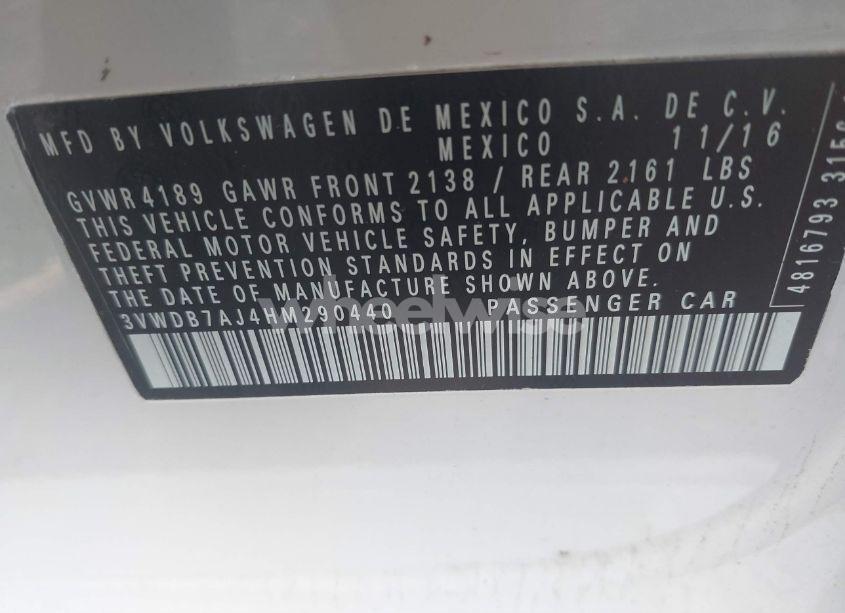 MFD BY VOLKSWAGEN DE MEXICO S.A. DE C.V.
MEXICO 11/16
GVWR 4189 GAWR FRONT 2138 / REAR 2161 LBS
THIS VEHICLE CONFORMS TO ALL APPLICABLE U.S.
FEDERAL MOTOR VEHICLE SAFETY, BUMPER AND
THEFT PREVENTION STANDARDS IN EFFECT ON
THE DATE OF MANUFACTURE SHOWN ABOVE.
3VWDB7AJ4HM290440 PASSENGER CAR
wheelwise
4816793